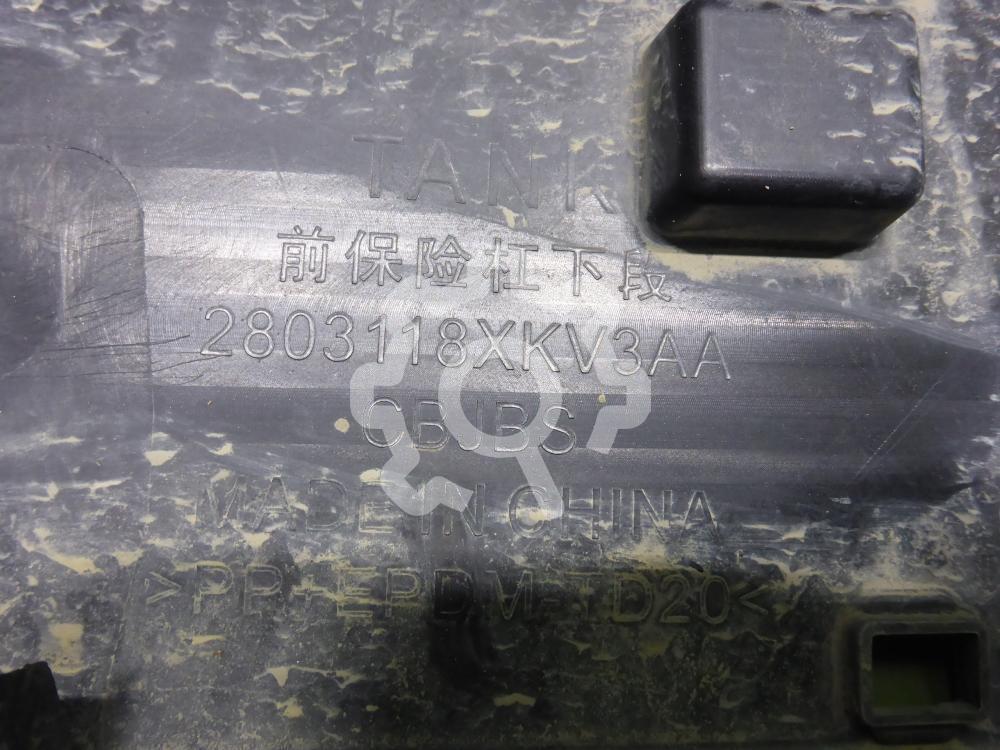 TANK
前保险杠下段
2803118XKV3AA
CBJBS
MADE IN CHINA
>PP+EPDM-TD20<